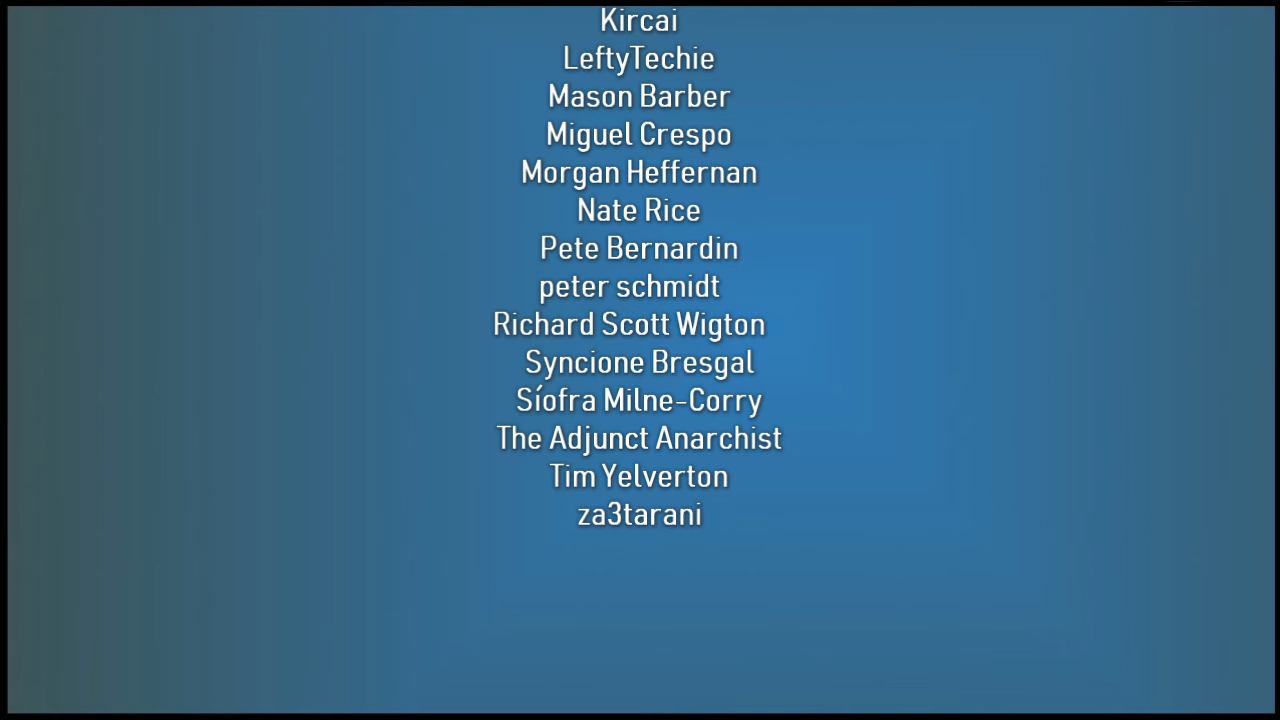 Kircai
LeftyTechie
Mason Barber
Miguel Crespo
Morgan Heffernan
Nate Rice
Pete Bernardin
peter schmidt
Richard Scott Wigton
Syncione Bresgal
Síofra Milne-Corry
The Adjunct Anarchist
Tim Yelverton
za3tarani